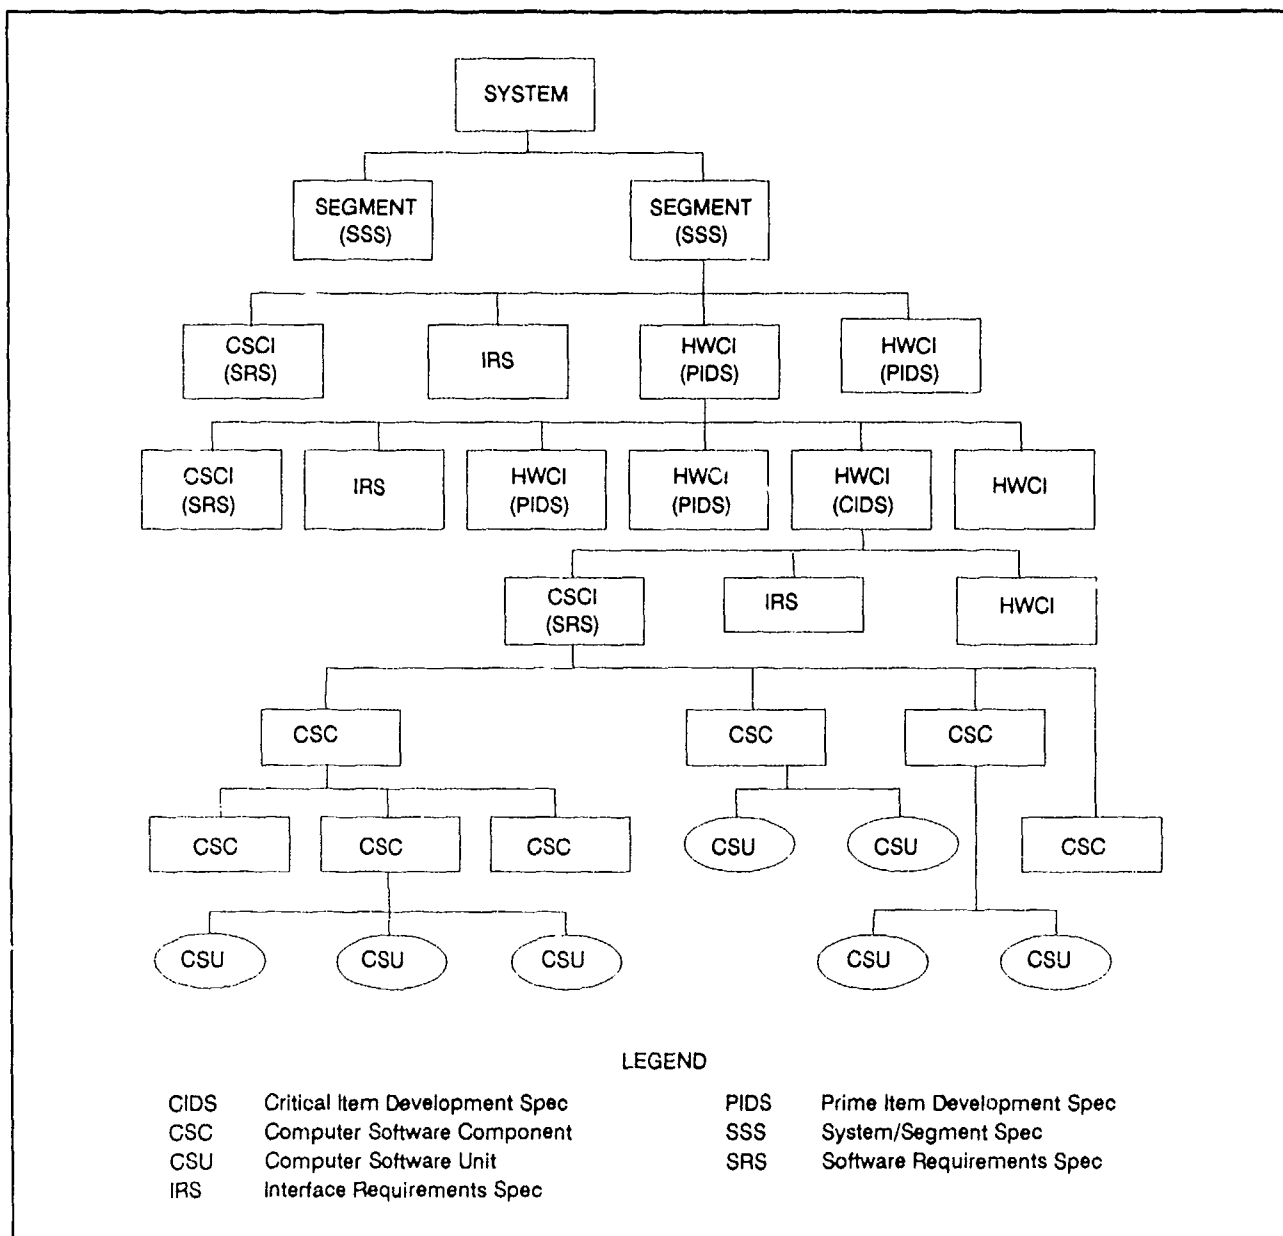 SYSTEM
SEGMENT
(SSS)
SEGMENT
(SSS)
CSCI
(SRS)
IRS
HWCI
(PIDS)
HWCI
(PIDS)
CSCI
(SRS)
IRS
HWCI
(PIDS)
HWCI
(PIDS)
HWCI
(CIDS)
HWCI
CSCI
(SRS)
IRS
HWCI
CSC
CSC
CSC
CSC
CSC
CSC
CSU
CSU
CSC
CSU
CSU
CSU
CSU
CSU
LEGEND
CIDS Critical Item Development Spec
CSC Computer Software Component
CSU Computer Software Unit
IRS Interface Requirements Spec
PIDS Prime Item Development Spec
SSS System/Segment Spec
SRS Software Requirements Spec